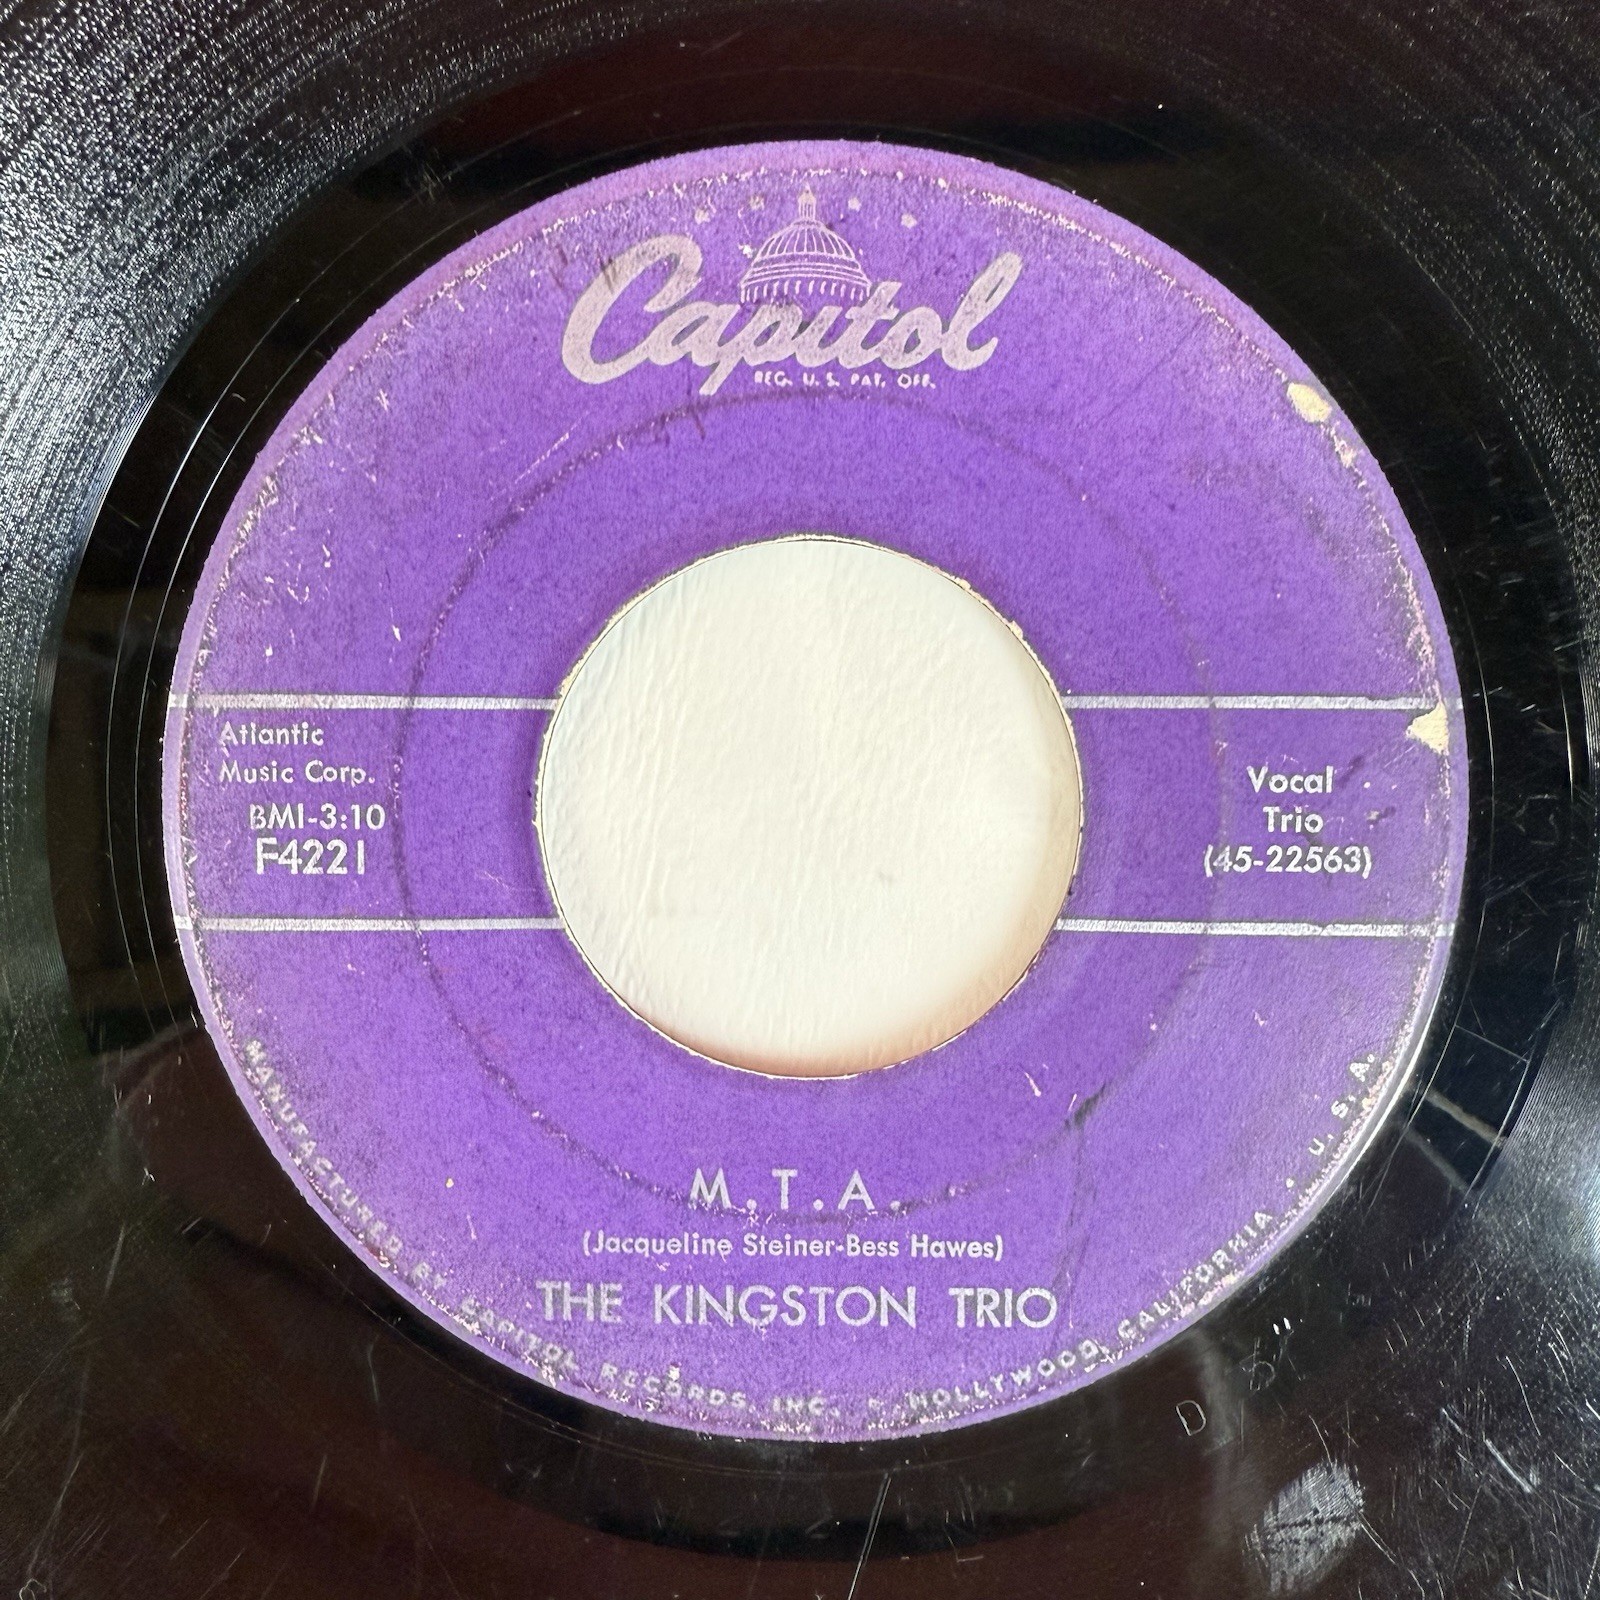 Capitol
REG. U. S. PAT. OFF.
Atlantic
Music Corp.
BMI-3:10
F4221
Vocal
Trio
(45-22563)
M.T.A.
(Jacqueline Steiner-Bess Hawes)
THE KINGSTON TRIO
MANUFACTURED BY CAPITOL RECORDS, INC. HOLLYWOOD, CALIFORNIA · U. S. A.